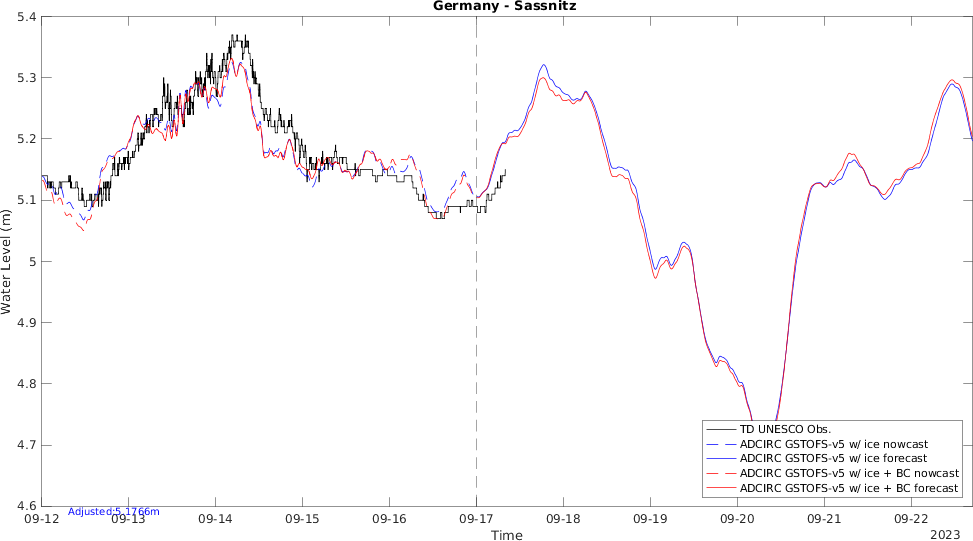 Germany - Sassnitz
5.4
5.3
5.2
5.1
5
4.9
4.8
4.7
4.6
Water Level (m)
TD UNESCO Obs.
ADCIRC GSTOFS-v5 w/ ice nowcast
ADCIRC GSTOFS-v5 w/ ice forecast
ADCIRC GSTOFS-v5 w/ ice + BC nowcast
ADCIRC GSTOFS-v5 w/ ice + BC forecast
Adjusted:5.1766m
09-12 09-13 09-14 09-15 09-16 09-17 09-18 09-19 09-20 09-21 09-22
Time
2023